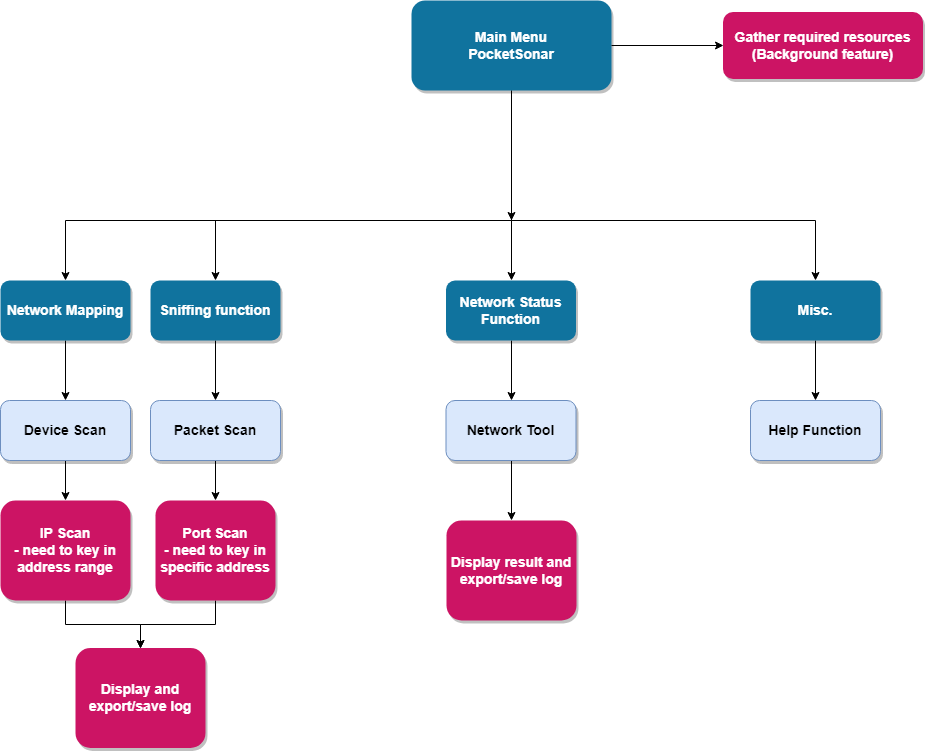 Main Menu
PocketSonar
Gather required resources
(Background feature)
Network Mapping
Sniffing function
Network Status
Function
Misc.
Device Scan
Packet Scan
Network Tool
Help Function
IP Scan
- need to key in
address range
Port Scan
- need to key in
specific address
Display result and
export/save log
Display and
export/save log